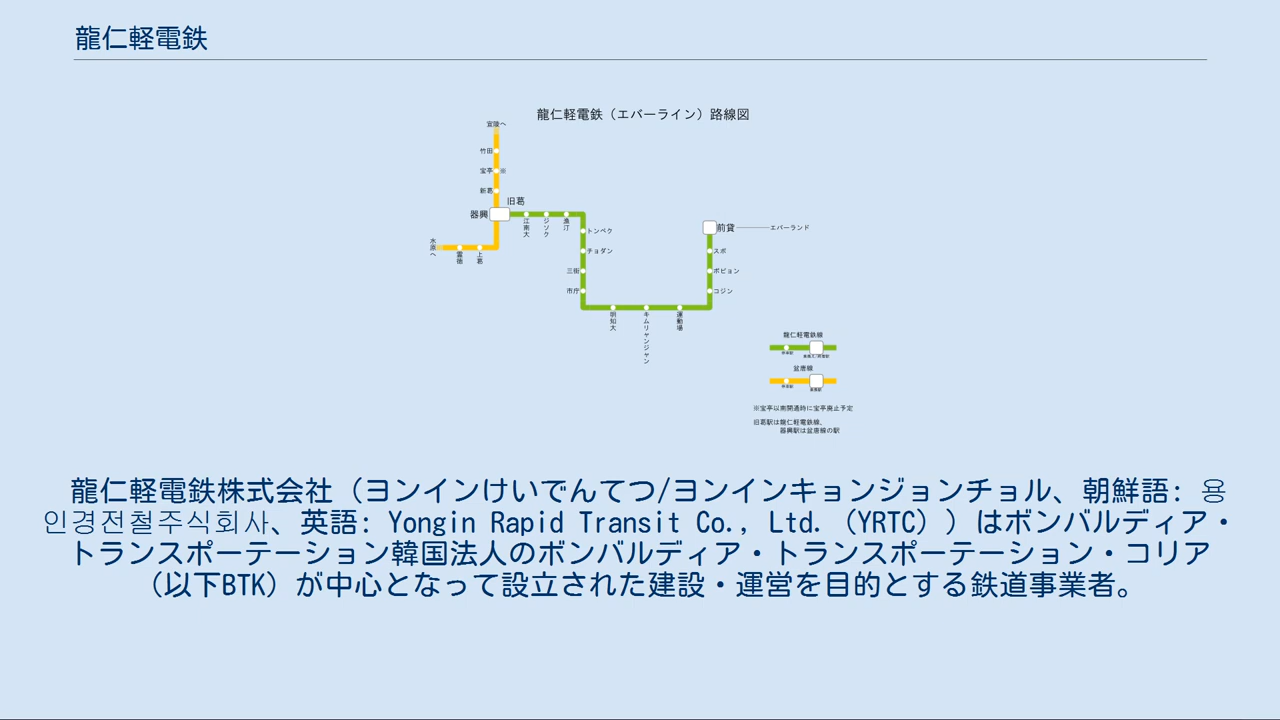 龍仁軽電鉄
龍仁軽電鉄（エバーライン）路線図
宜陵へ
竹田
宝亭※
新葛
旧葛
器興
水原へ
霊徳
上葛
江南大
ジソク
漁汀
トンベク
チョダン
三街
市庁
明知大
キムリャンジャン
運動場
コジン
ボピョン
スポ
前貸
エバーランド
龍仁軽電鉄線
盆唐線
※宝亭以南開通時に宝亭廃止予定
旧葛駅は龍仁軽電鉄線、
器興駅は盆唐線の駅
龍仁軽電鉄株式会社（ヨンインけいでんてつ/ヨンインキョンジョンチョル、朝鮮語: 용
인경전철주식회사、英語: Yongin Rapid Transit Co., Ltd.（YRTC））はボンバルディア・
トランスポーテーション韓国法人のボンバルディア・トランスポーテーション・コリア
（以下BTK）が中心となって設立された建設・運営を目的とする鉄道事業者。